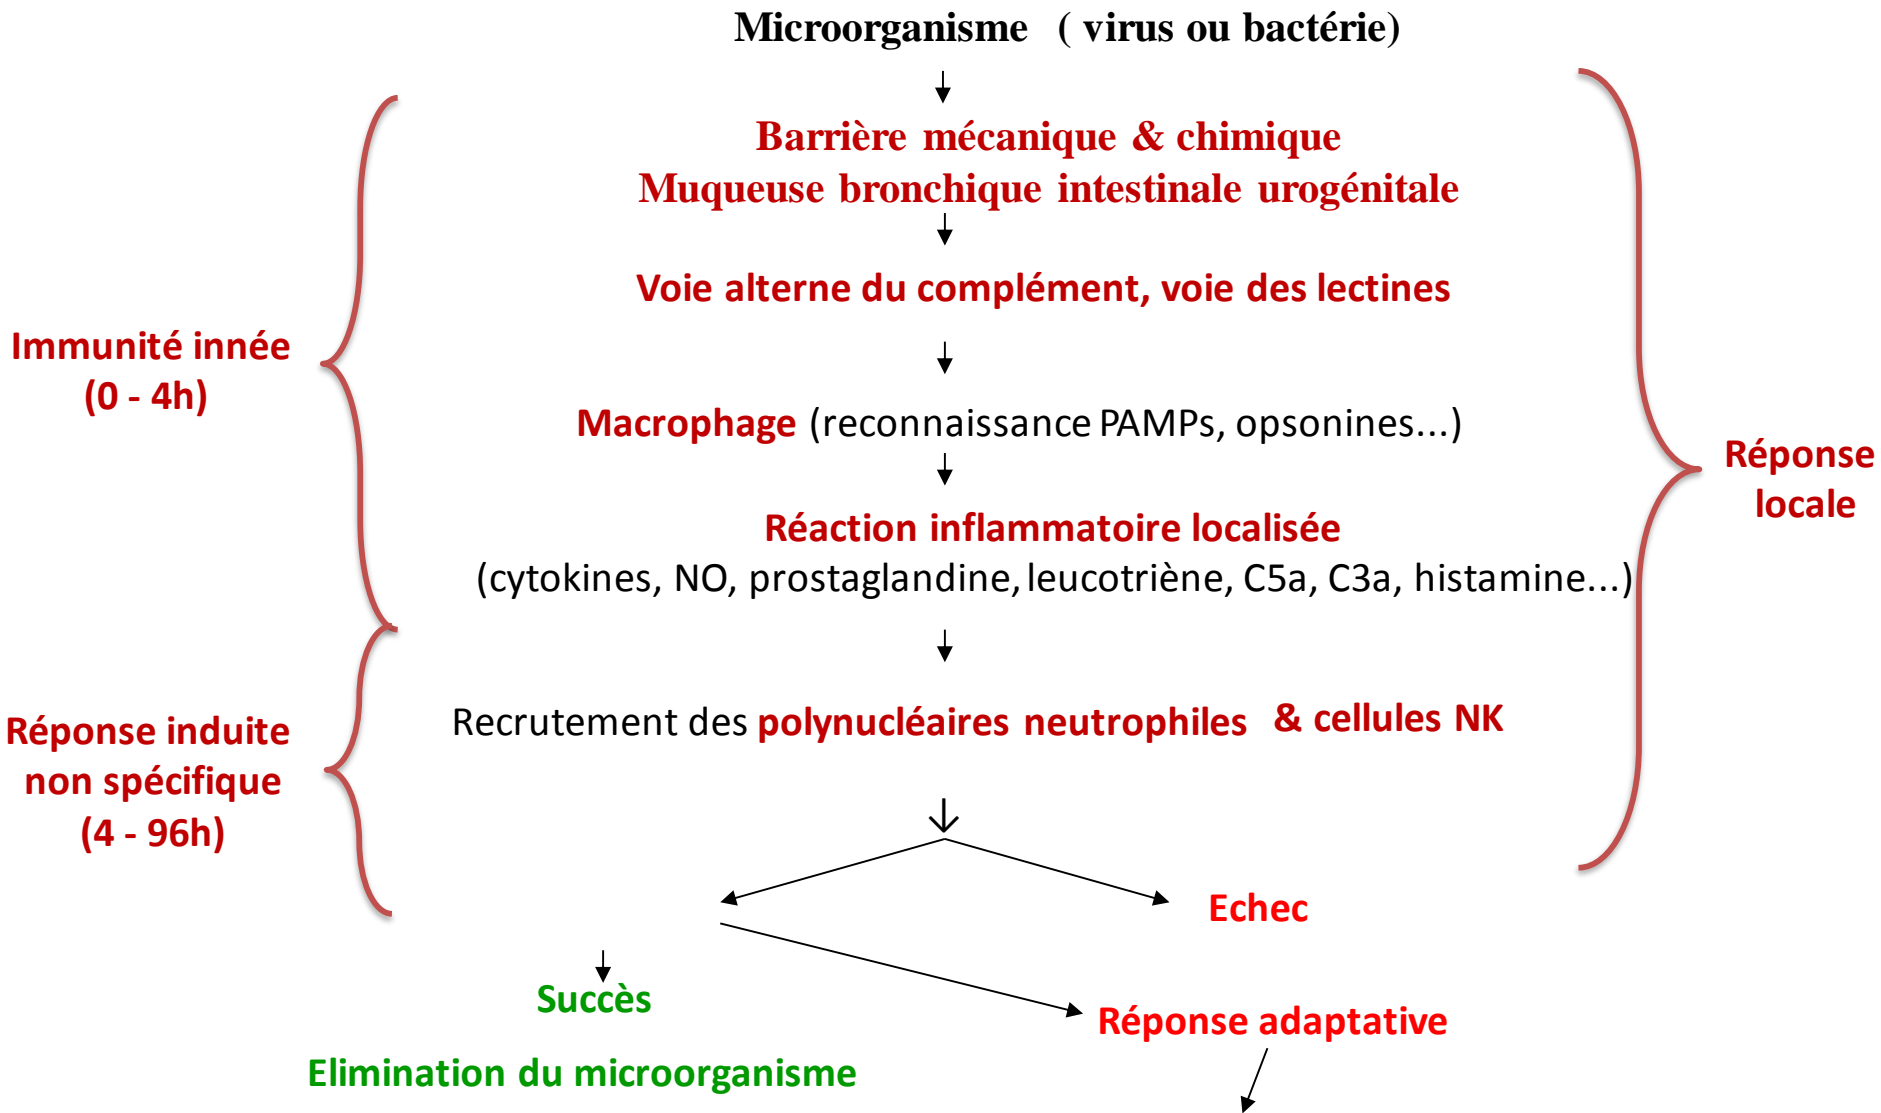 Microorganisme ( virus ou bactérie)
Barrière mécanique & chimique
Muqueuse bronchique intestinale urogénitale
Voie alterne du complément, voie des lectines
Immunité innée
(0 - 4h)
Macrophage (reconnaissance PAMPs, opsonines...)
Réponse
locale
Réaction inflammatoire localisée
(cytokines, NO, prostaglandine, leucotriène, C5a, C3a, histamine...)
Réponse induite
non spécifique
(4 - 96h)
Recrutement des polynucléaires neutrophiles & cellules NK
Echec
Succès
Réponse adaptative
Elimination du microorganisme